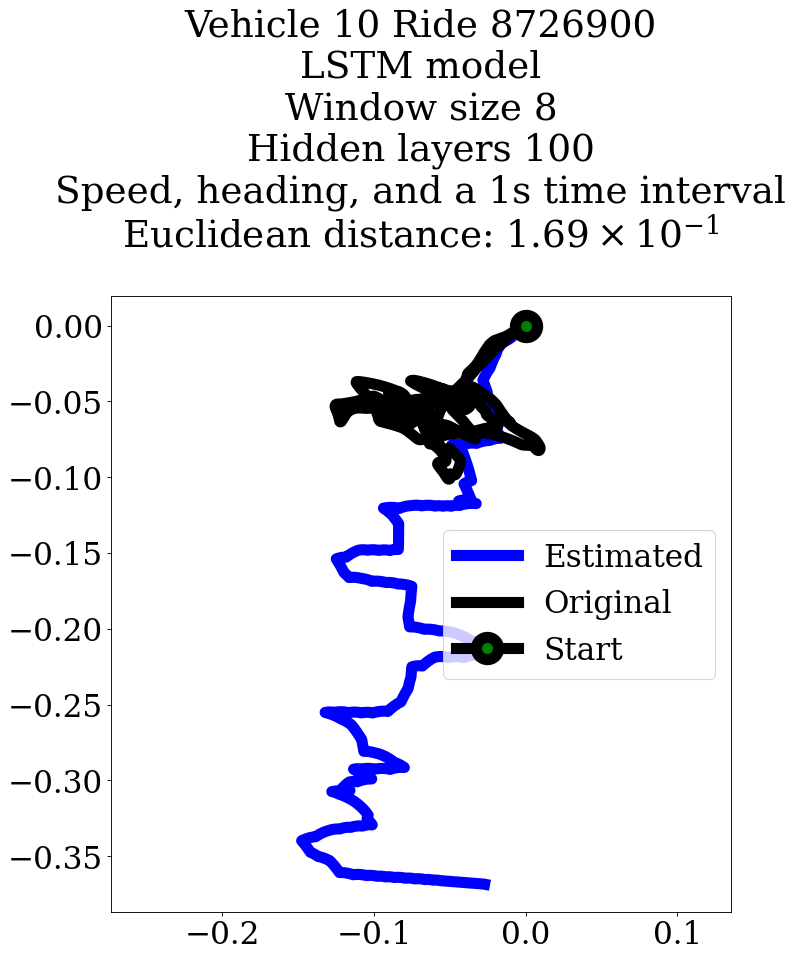 Vehicle 10 Ride 8726900
LSTM model
Window size 8
Hidden layers 100
Speed, heading, and a 1s time interval
Euclidean distance: 1.69 × 10⁻¹
0.00
−0.05
−0.10
−0.15
−0.20
−0.25
−0.30
−0.35
Estimated
Original
Start
−0.2 −0.1 0.0 0.1